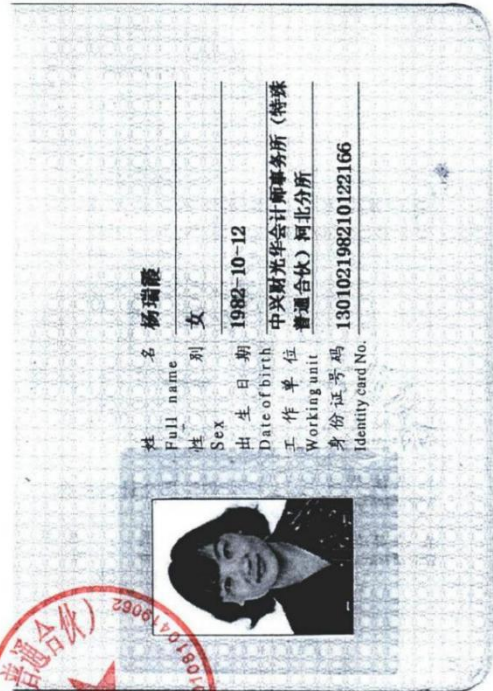 姓 名 杨瑞霞
Full name
性 别 女
Sex
出 生 日 期 1982-10-12
Date of birth
工 作 单 位 中兴财光华会计师事务所（特殊
Working unit 普通合伙）河北分所
身份证号码 130102198210122166
Identity card No.
普通合伙）